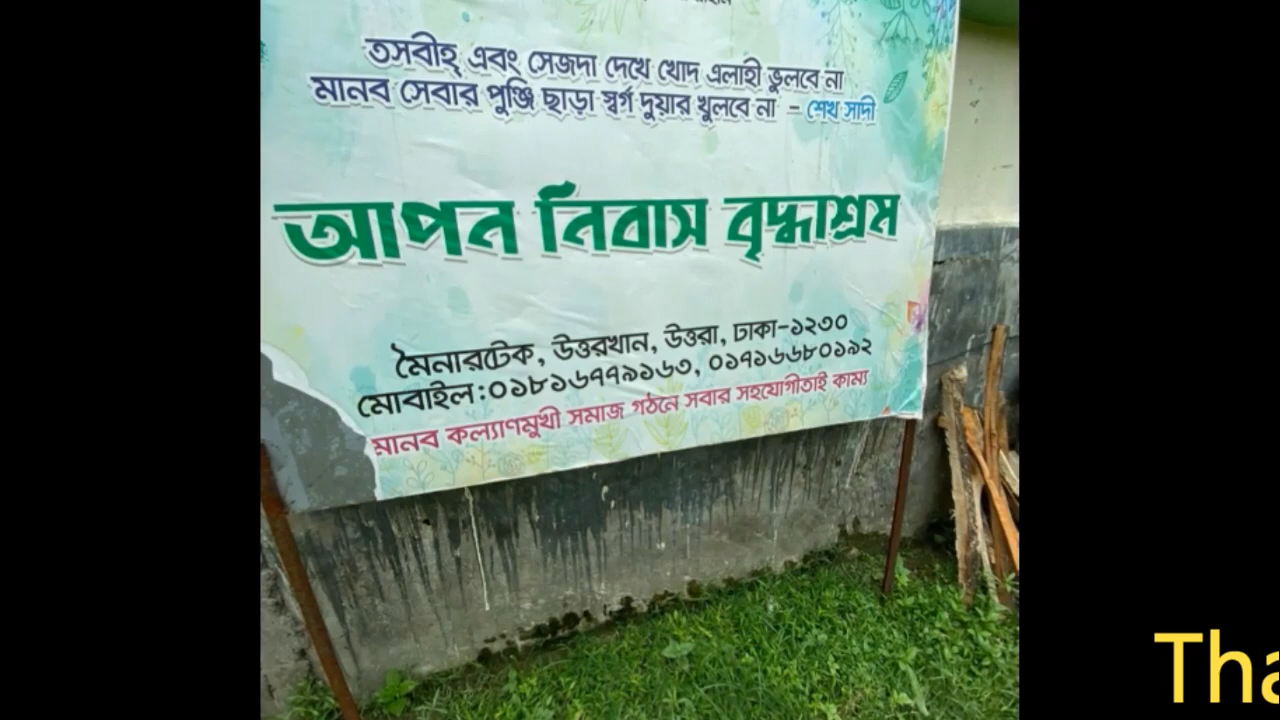 তসবীহ্ এবং সেজদা দেখে খোদ এলাহী ভুলবে না
মানব সেবার পুঞ্জি ছাড়া স্বর্গ দুয়ার খুলবে না - শেখ সাদী
আপন নিবাস বৃদ্ধাশ্রম
মৈনারটেক, উত্তরখান, উত্তরা, ঢাকা-১২৩০
মোবাইল:০১৮১৬৭৭৯১৬৩, ০১৭১৬৬৮০১৯২
মানব কল্যাণমুখী সমাজ গঠনে সবার সহযোগীতাই কাম্য
Tha